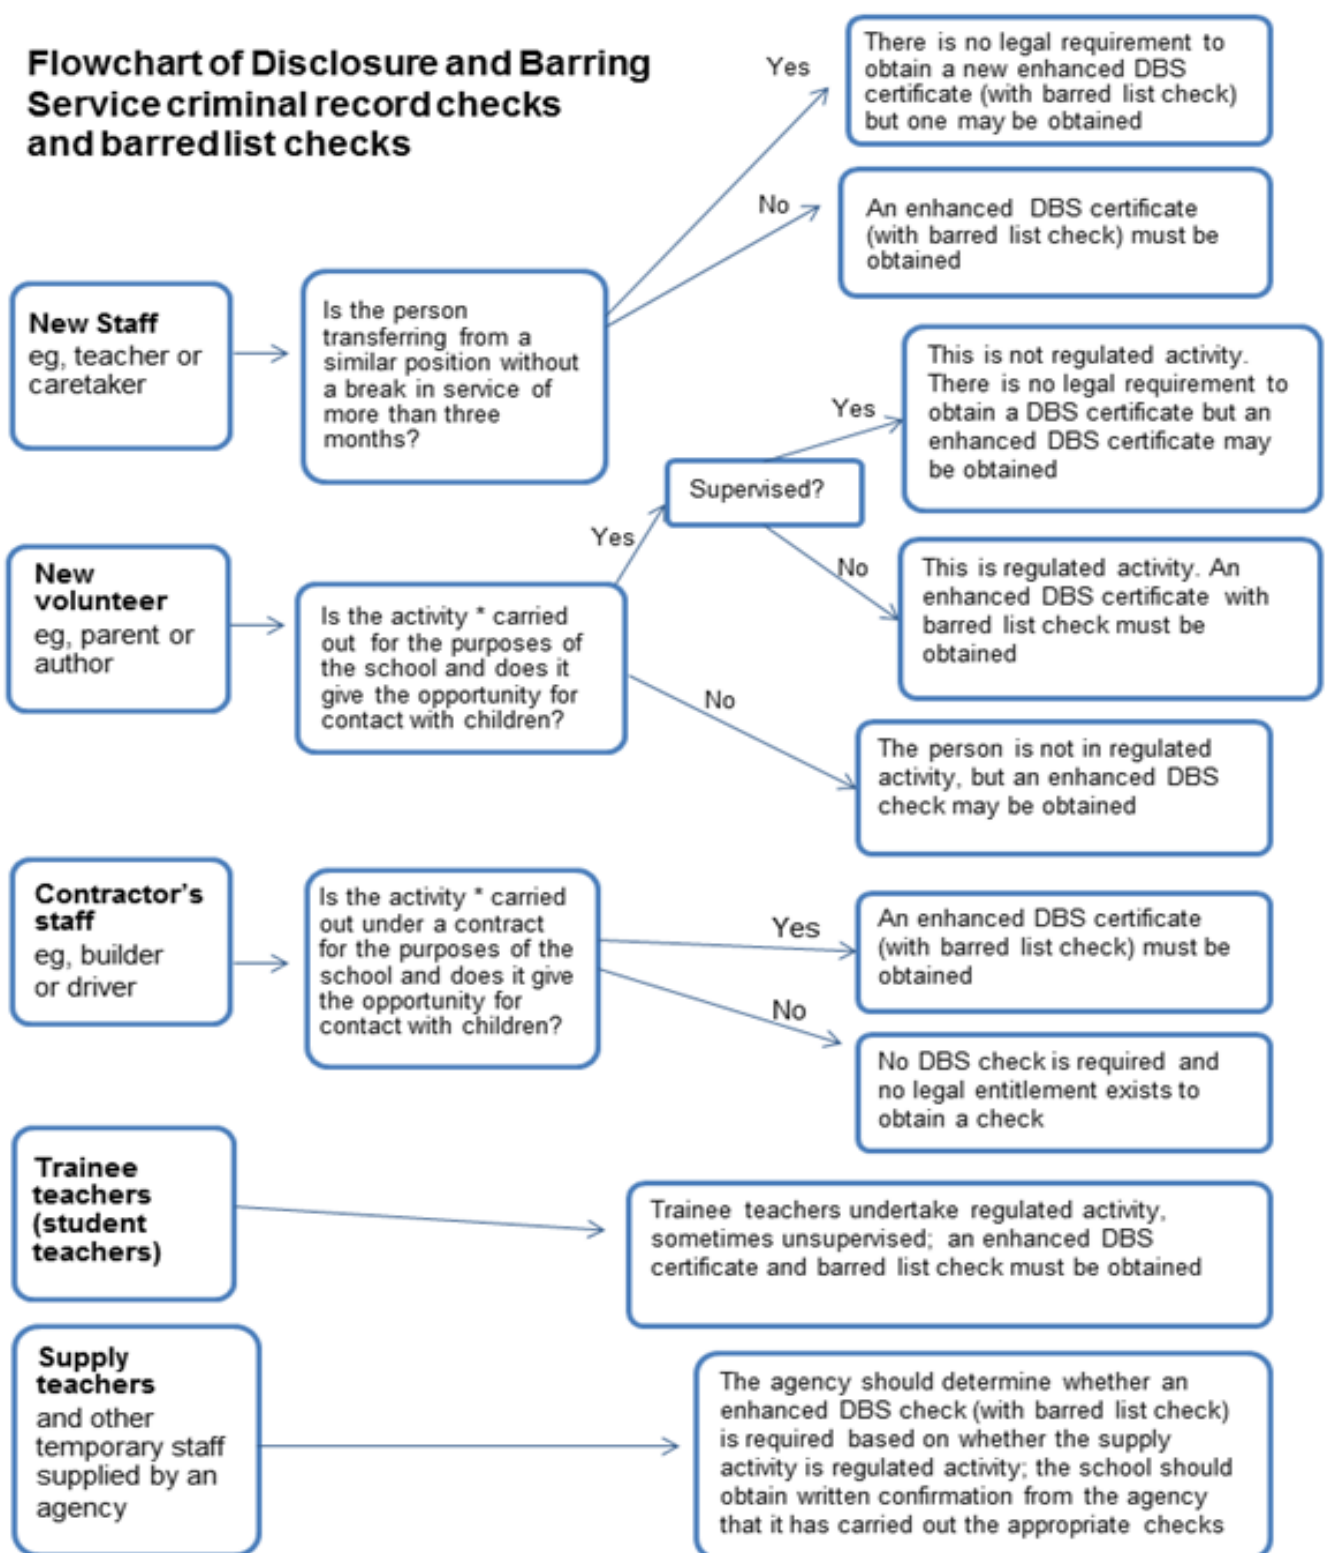 Flowchart of Disclosure and Barring
Service criminal record checks
and barred list checks
New Staff
eg, teacher or
caretaker
Is the person
transferring from a
similar position without
a break in service of
more than three
months?
Yes
There is no legal requirement to
obtain a new enhanced DBS
certificate (with barred list check)
but one may be obtained
No
An enhanced DBS certificate
(with barred list check) must be
obtained
New
volunteer
eg, parent or
author
Is the activity * carried
out for the purposes of
the school and does it
give the opportunity for
contact with children?
Yes
Supervised?
Yes
This is not regulated activity.
There is no legal requirement to
obtain a DBS certificate but an
enhanced DBS certificate may
be obtained
No
This is regulated activity. An
enhanced DBS certificate with
barred list check must be
obtained
No
The person is not in regulated
activity, but an enhanced DBS
check may be obtained
Contractor's
staff
eg, builder
or driver
Is the activity * carried
out under a contract
for the purposes of the
school and does it give
the opportunity for
contact with children?
Yes
An enhanced DBS certificate
(with barred list check) must be
obtained
No
No DBS check is required and
no legal entitlement exists to
obtain a check
Trainee
teachers
(student
teachers)
Trainee teachers undertake regulated activity,
sometimes unsupervised; an enhanced DBS
certificate and barred list check must be obtained
Supply
teachers
and other
temporary staff
supplied by an
agency
The agency should determine whether an
enhanced DBS check (with barred list check)
is required based on whether the supply
activity is regulated activity; the school should
obtain written confirmation from the agency
that it has carried out the appropriate checks